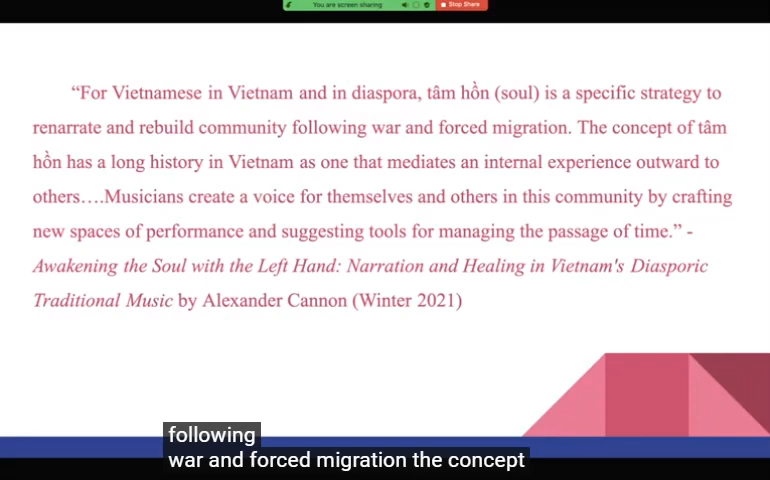 You are screen sharing
Stop Share
“For Vietnamese in Vietnam and in diaspora, tâm hồn (soul) is a specific strategy to
renarrate and rebuild community following war and forced migration. The concept of tâm
hồn has a long history in Vietnam as one that mediates an internal experience outward to
others….Musicians create a voice for themselves and others in this community by crafting
new spaces of performance and suggesting tools for managing the passage of time.” -
Awakening the Soul with the Left Hand: Narration and Healing in Vietnam's Diasporic
Traditional Music by Alexander Cannon (Winter 2021)
following
war and forced migration the concept